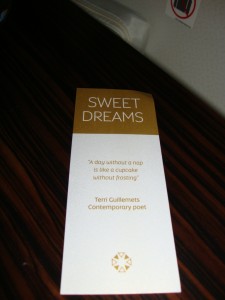 SWEET
DREAMS
"A day without a nap
is like a cupcake
without frosting"
Terri Guillemets
Contemporary poet